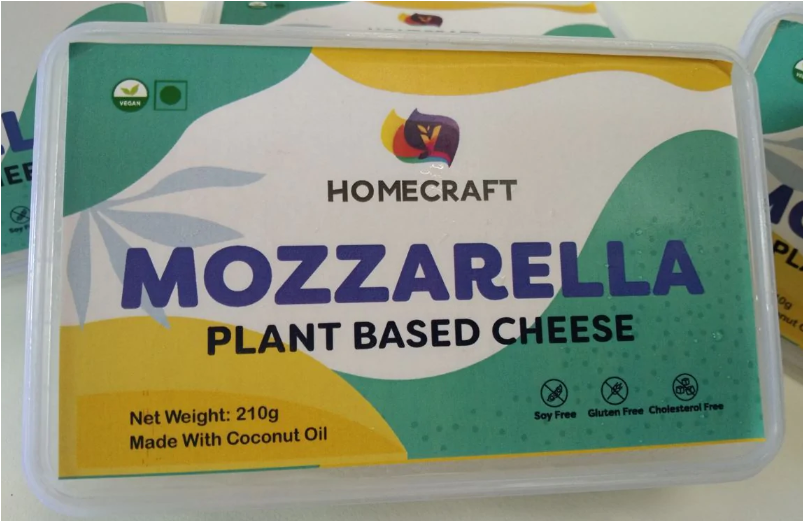 VEGAN
HOMECRAFT
MOZZARELLA
PLANT BASED CHEESE
Soy Free
Gluten Free
Cholesterol Free
Net Weight: 210g
Made With Coconut Oil